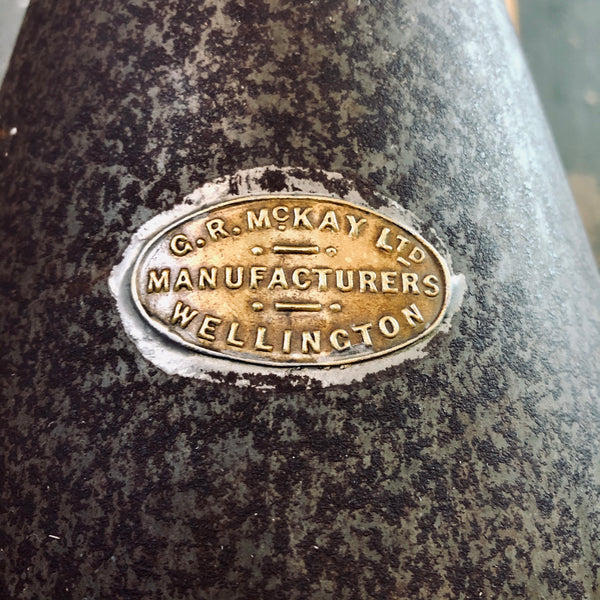 G. R. McKAY LTD
MANUFACTURERS
WELLINGTON